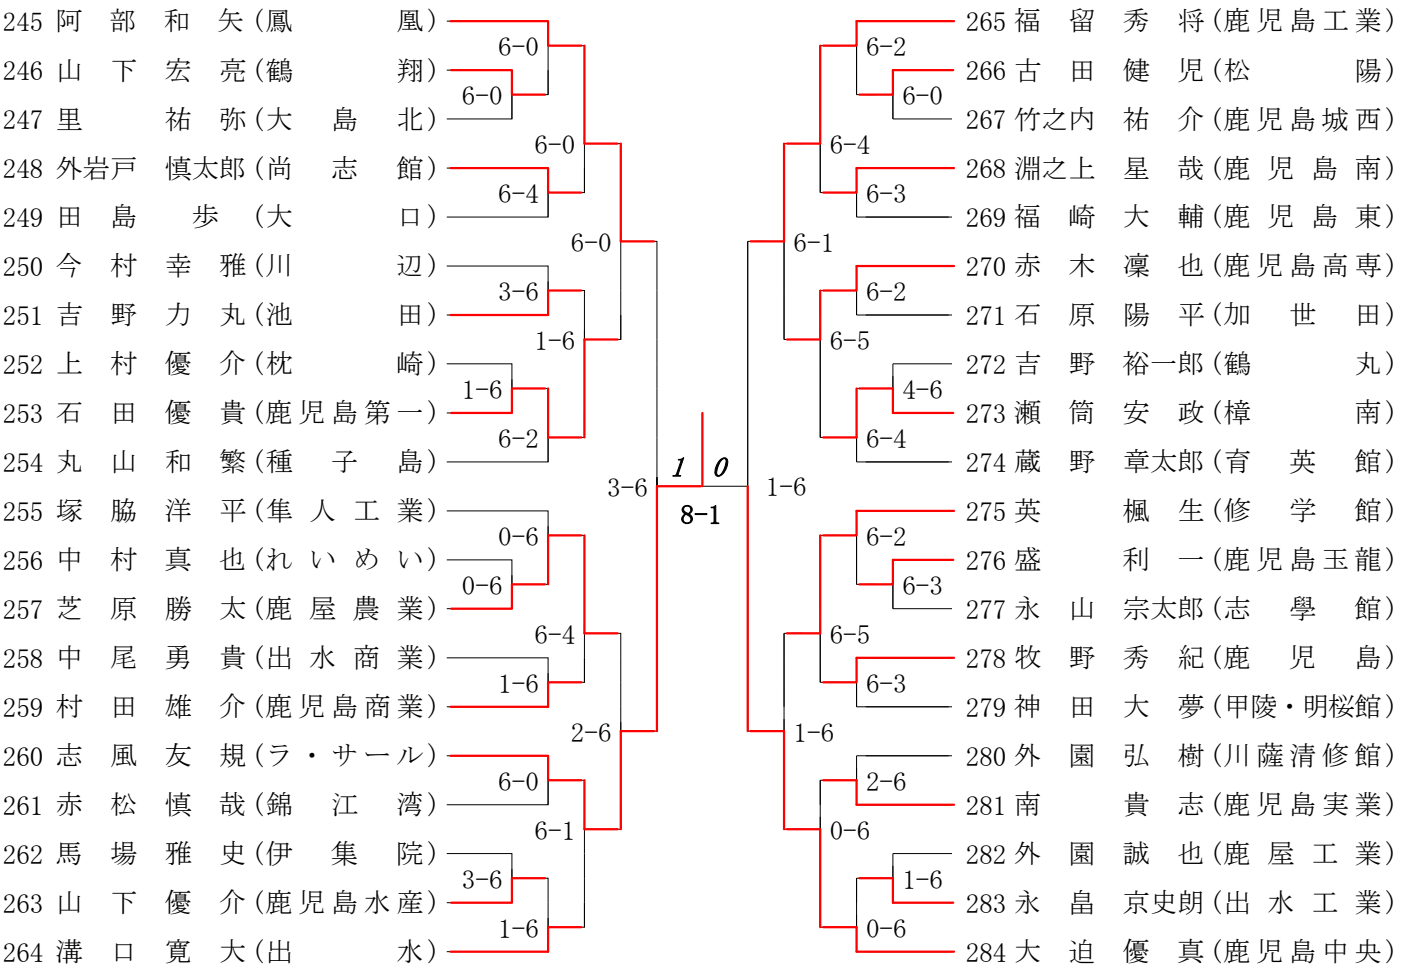 245 阿部和矢(鳳凰)
6-0
246 山下宏亮(鶴翔)
6-0
247 里祐弥(大島北)
6-0
248 外岩戸慎太郎(尚志館)
6-4
249 田島歩(大口)
6-0
250 今村幸雅(川辺)
3-6
251 吉野力丸(池田)
1-6
252 上村優介(枕崎)
1-6
253 石田優貴(鹿児島第一)
6-2
254 丸山和繁(種子島)
3-6
255 塚脇洋平(隼人工業)
0-6
256 中村真也(れいめい)
0-6
257 芝原勝太(鹿屋農業)
6-4
258 中尾勇貴(出水商業)
1-6
259 村田雄介(鹿児島商業)
2-6
260 志風友規(ラ・サール)
6-0
261 赤松慎哉(錦江湾)
6-1
262 馬場雅史(伊集院)
3-6
263 山下優介(鹿児島水産)
1-6
264 溝口寛大(出水)
1 0
8-1
265 福留秀将(鹿児島工業)
6-2
266 古田健児(松陽)
6-0
267 竹之内祐介(鹿児島城西)
6-4
268 淵之上星哉(鹿児島南)
6-3
269 福崎大輔(鹿児島東)
6-1
270 赤木凜也(鹿児島高専)
6-2
271 石原陽平(加世田)
6-5
272 吉野裕一郎(鶴丸)
4-6
273 瀬筒安政(樟南)
6-4
274 蔵野章太郎(育英館)
1-6
275 英楓生(修学館)
6-2
276 盛利一(鹿児島玉龍)
6-3
277 永山宗太郎(志學館)
6-5
278 牧野秀紀(鹿児島)
6-3
279 神田大夢(甲陵・明桜館)
1-6
280 外園弘樹(川薩清修館)
2-6
281 南貴志(鹿児島実業)
0-6
282 外園誠也(鹿屋工業)
1-6
283 永畠京史朗(出水工業)
0-6
284 大迫優真(鹿児島中央)